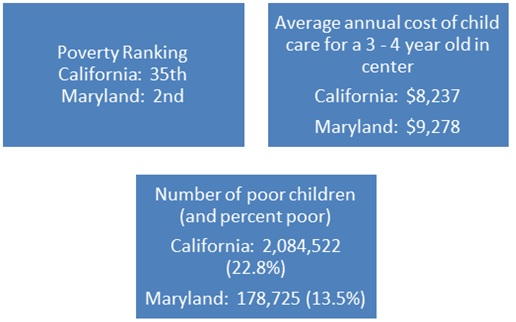 Poverty Ranking
California: 35th
Maryland: 2nd
Average annual cost of child
care for a 3 - 4 year old in
center
California: $8,237
Maryland: $9,278
Number of poor children
(and percent poor)
California: 2,084,522
(22.8%)
Maryland: 178,725 (13.5%)